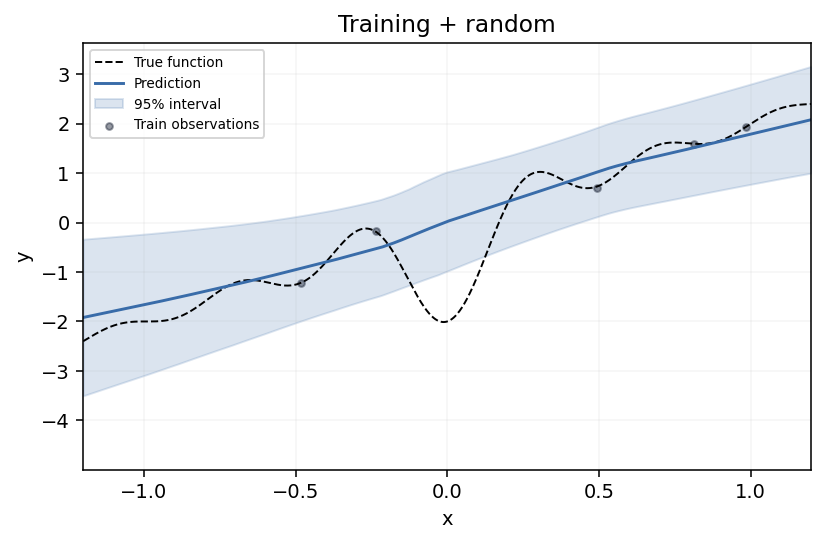 Training + random
True function
Prediction
95% interval
Train observations
3
2
1
0
−1
−2
−3
−4
y
−1.0 −0.5 0.0 0.5 1.0
x